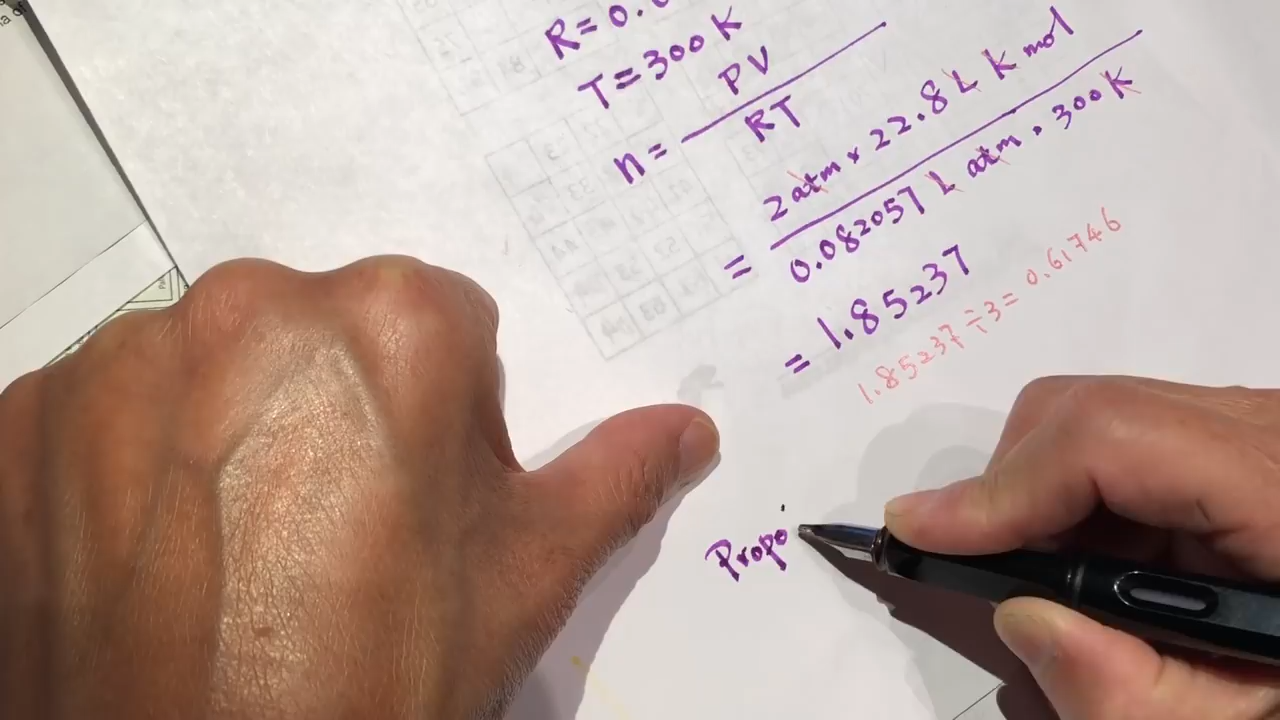 R=0.
T=300 K
n= PV
RT
= 2 atm × 22.8 L K mol
0.082057 L atm . 300 K
= 1.85237
1.85237 ÷ 3 = 0.61746
Propo